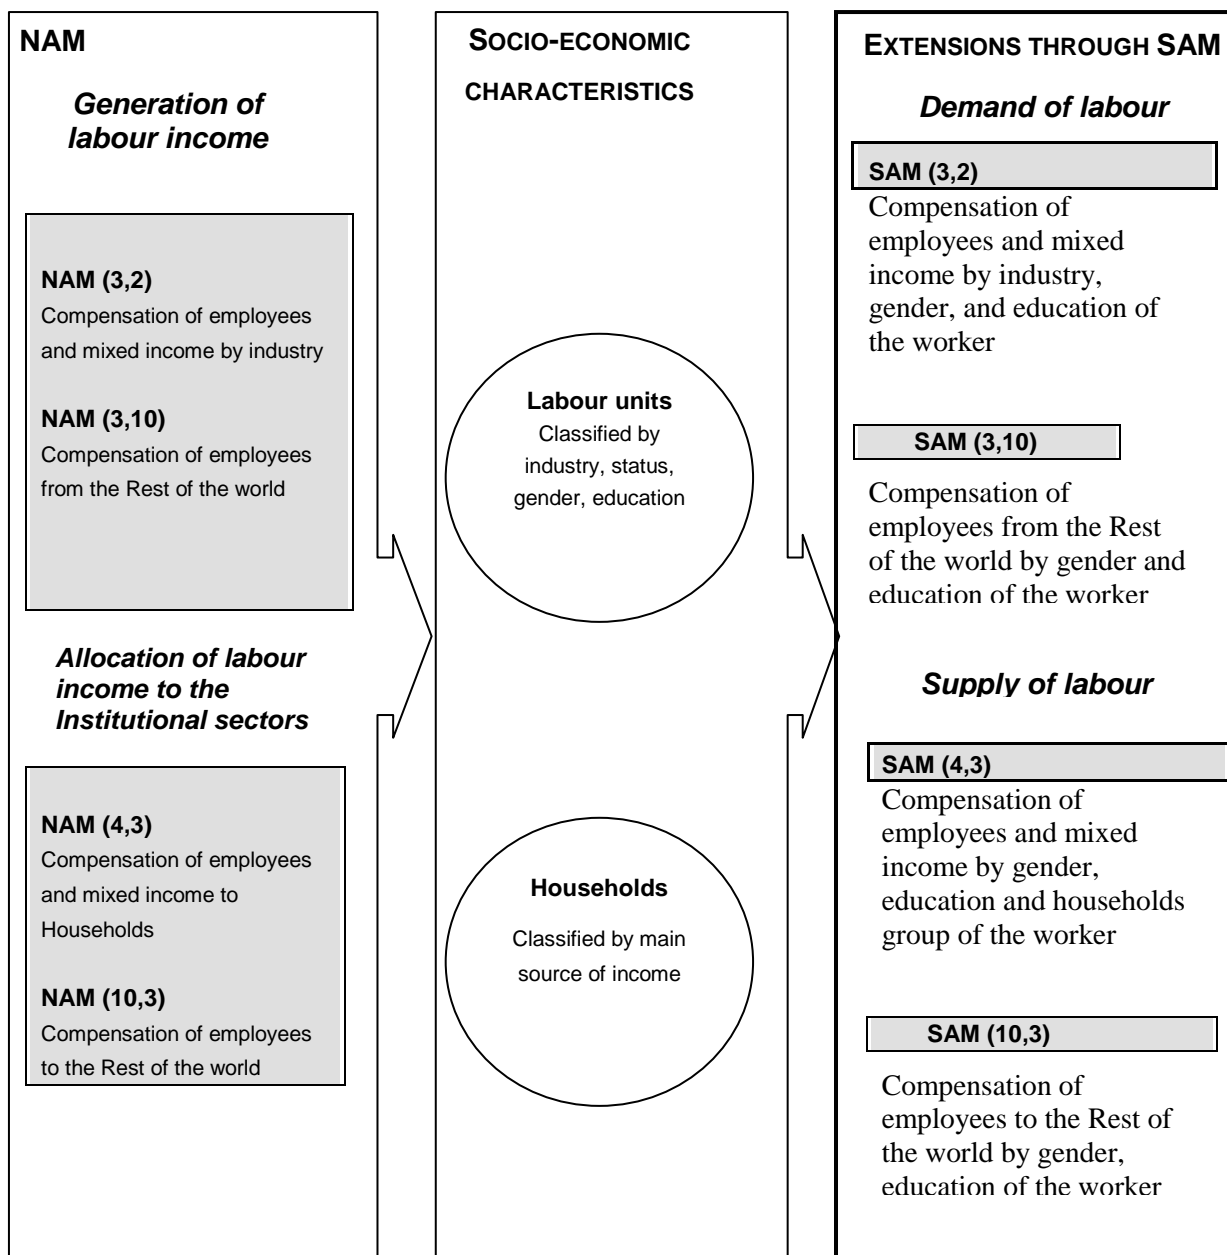 NAM
Generation of
labour income
NAM (3,2)
Compensation of employees
and mixed income by industry
NAM (3,10)
Compensation of employees
from the Rest of the world
Allocation of labour
income to the
Institutional sectors
NAM (4,3)
Compensation of employees
and mixed income to
Households
NAM (10,3)
Compensation of employees
to the Rest of the world
SOCIO-ECONOMIC
CHARACTERISTICS
Labour units
Classified by
industry, status,
gender, education
Households
Classified by main
source of income
EXTENSIONS THROUGH SAM
Demand of labour
SAM (3,2)
Compensation of
employees and mixed
income by industry,
gender, and education of
the worker
SAM (3,10)
Compensation of
employees from the Rest
of the world by gender and
education of the worker
Supply of labour
SAM (4,3)
Compensation of
employees and mixed
income by gender,
education and households
group of the worker
SAM (10,3)
Compensation of
employees to the Rest of
the world by gender,
education of the worker